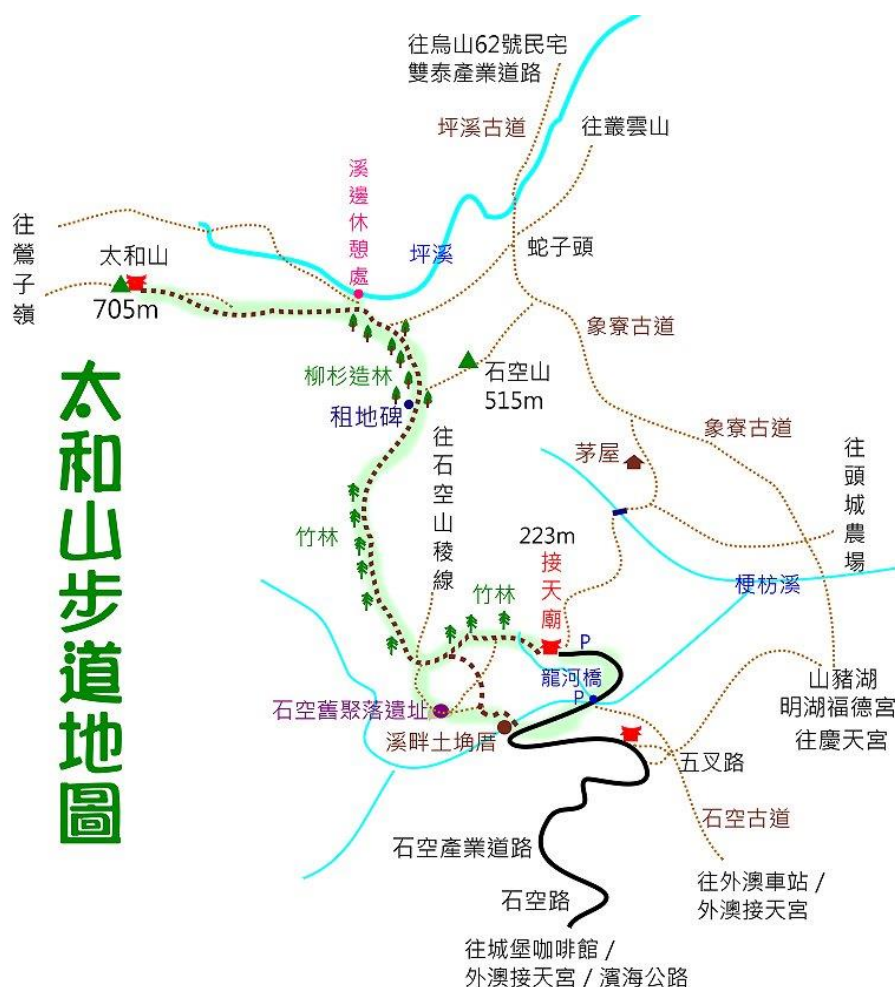 往烏山62號民宅
雙泰產業道路
坪溪古道
往叢雲山
溪邊休憩處
往鶯子嶺
太和山
705m
坪溪
蛇子頭
象寮古道
石空山
515m
柳杉造林
租地碑
太和山步道地圖
往石空山稜線
象寮古道
往頭城農場
茅屋
竹林
223m
接天廟
竹林
梗枋溪
P
龍河橋
P
石空舊聚落遺址
溪畔土埆厝
山豬湖
明湖福德宮
往慶天宮
五叉路
石空古道
石空產業道路
石空路
往外澳車站 /
外澳接天宮
往城堡咖啡館 /
外澳接天宮 / 濱海公路